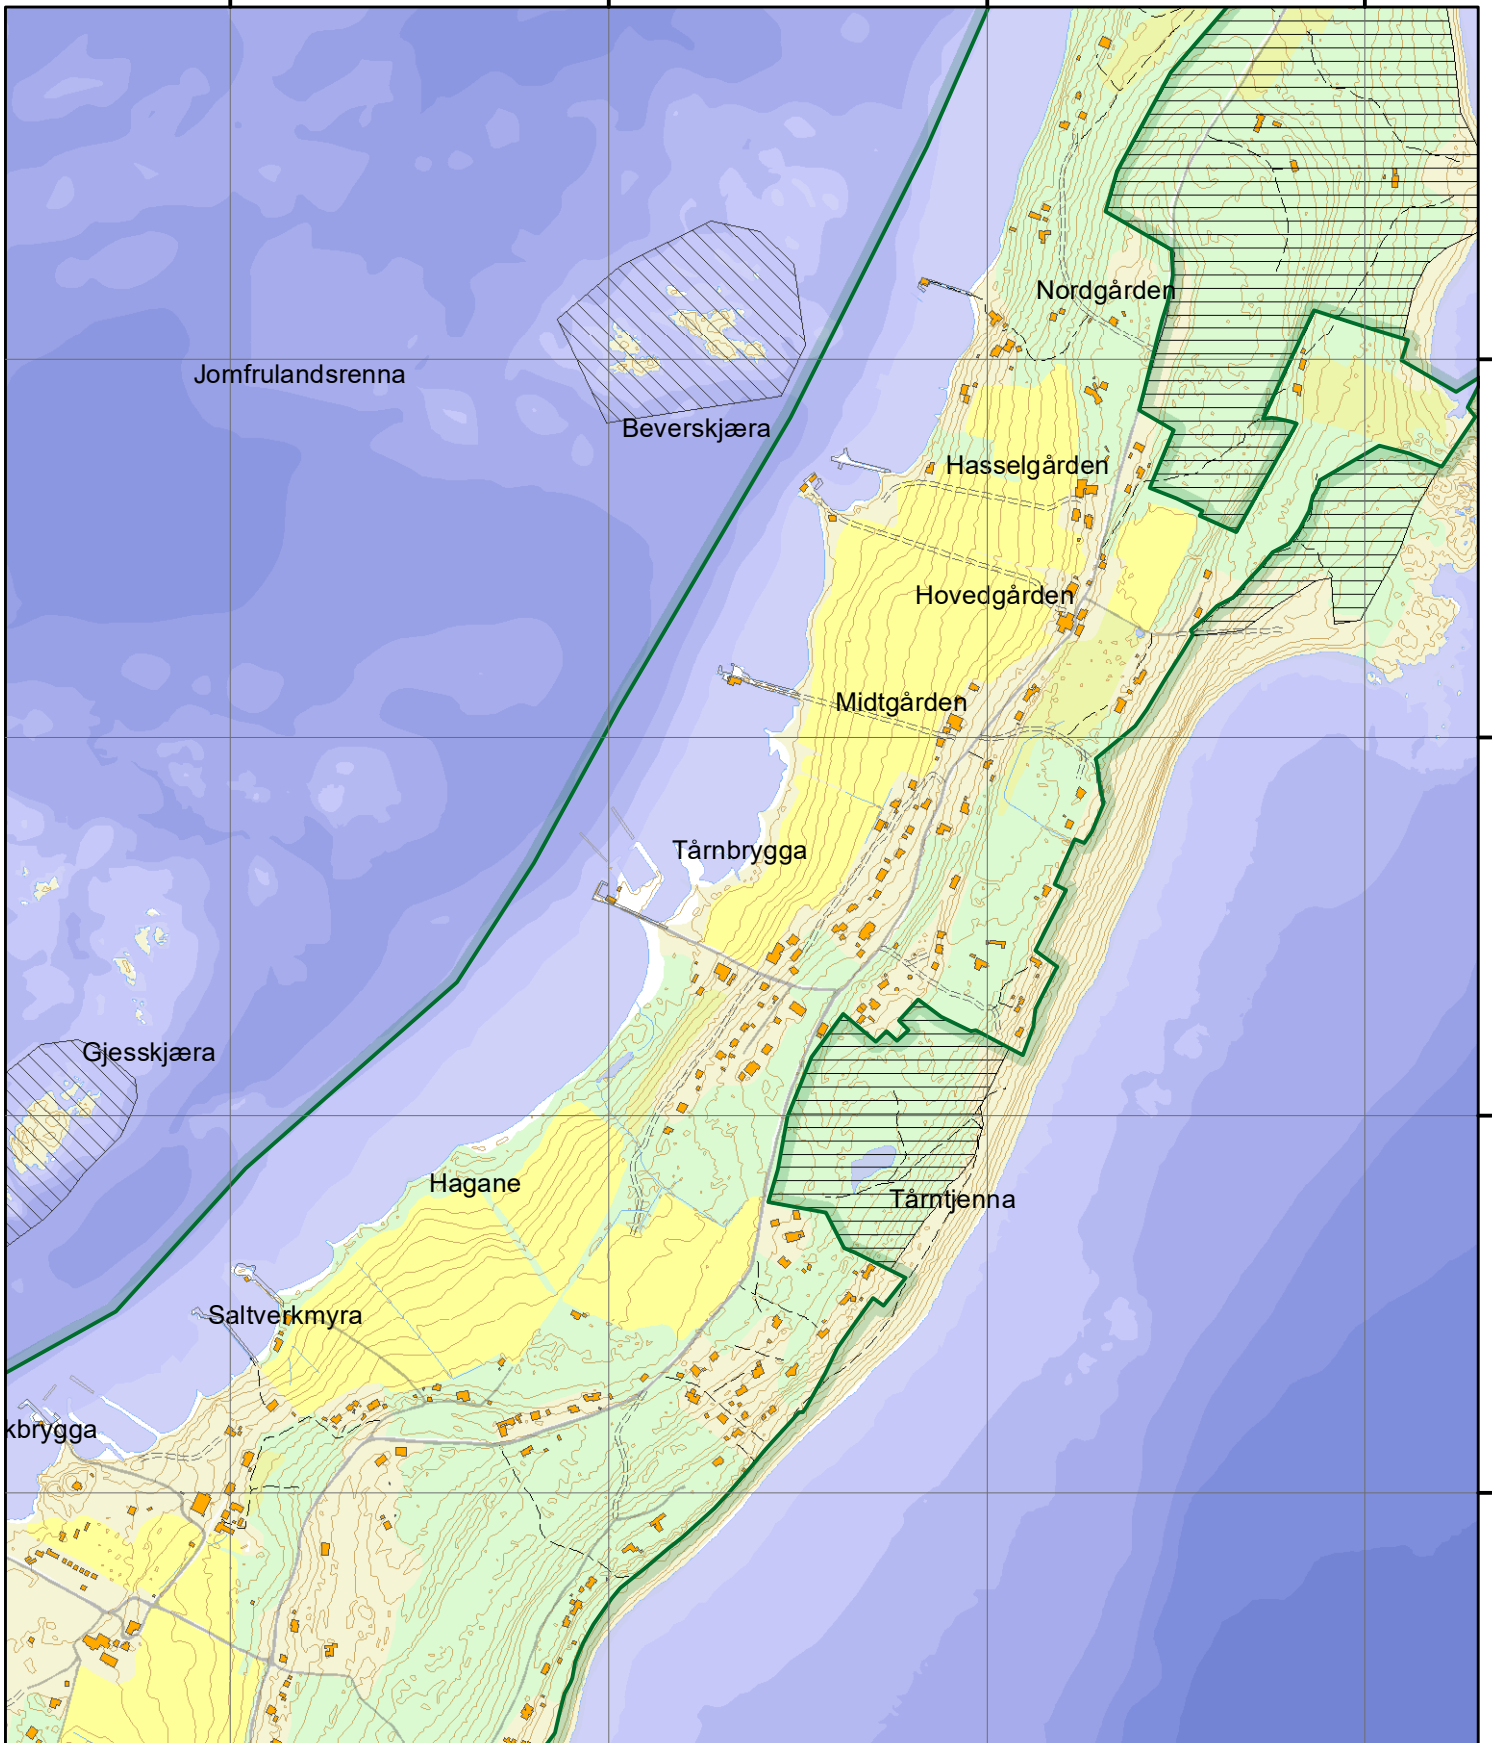 Nordgården
Jomfrulandsrenna
Beverskjæra
Hasselgården
Hovedgården
Midtgården
Tårnbrygga
Gjesskjæra
Hagane
Tårntjenna
Saltverkmyra
kbrygga